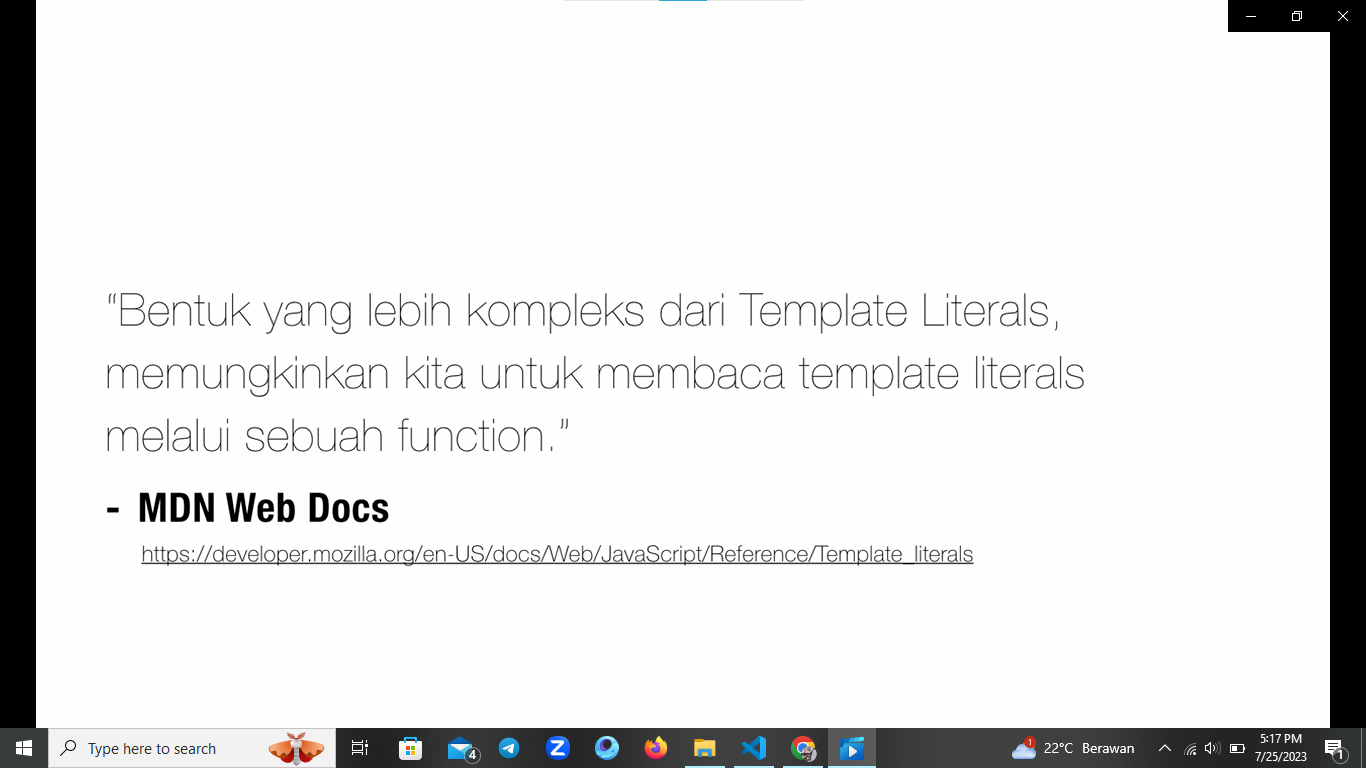 “Bentuk yang lebih kompleks dari Template Literals,
memungkinkan kita untuk membaca template literals
melalui sebuah function.”
- MDN Web Docs
https://developer.mozilla.org/en-US/docs/Web/JavaScript/Reference/Template_literals
Type here to search
4
1
22°C Berawan
5:17 PM
7/25/2023
1